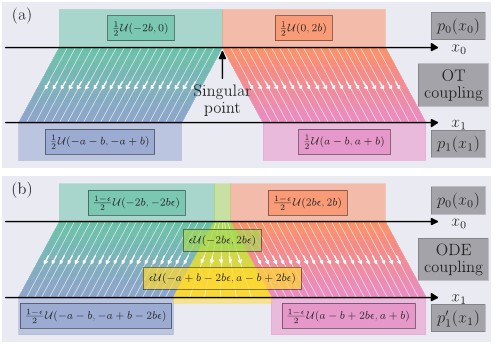 (a)
½𝒰(−2b, 0)
½𝒰(0, 2b)
p₀(x₀)
x₀
OT
coupling
Singular
point
x₁
½𝒰(−a − b, −a + b)
½𝒰(a − b, a + b)
p₁(x₁)
(b)
(1−ϵ)/2 𝒰(−2b, −2bϵ)
(1−ϵ)/2 𝒰(2bϵ, 2b)
p₀(x₀)
x₀
ϵ𝒰(−2bϵ, 2bϵ)
ODE
coupling
ϵ𝒰(−a + b − 2bϵ, a − b + 2bϵ)
x₁
(1−ϵ)/2 𝒰(−a − b, −a + b − 2bϵ)
(1−ϵ)/2 𝒰(a − b + 2bϵ, a + b)
p′₁(x₁)